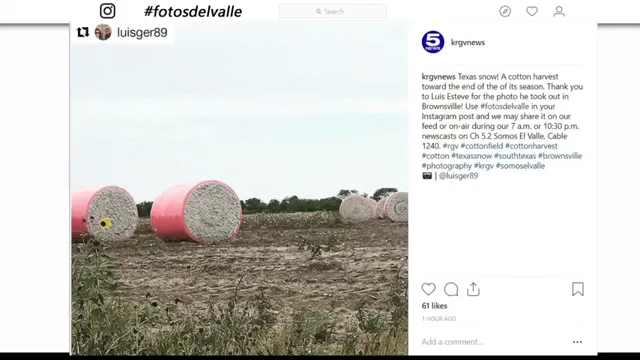 #fotosdelvalle
Search
luisger89
5
NEWS
krgvnews
krgvnews Texas snow! A cotton harvest
toward the end of the of its season. Thank you
to Luis Esteve for the photo he took out in
Brownsville! Use #fotosdelvalle in your
Instagram post and we may share it on our
feed or on-air during our 7 a.m. or 10:30 p.m.
newscasts on Ch 5.2 Somos El Valle, Cable
1240. #rgv #cottonfield #cottonharvest
#cotton #texassnow #southtexas #brownsville
#photography #krgv #somoselvalle
| @luisger89
61 likes
1 HOUR AGO
Add a comment...